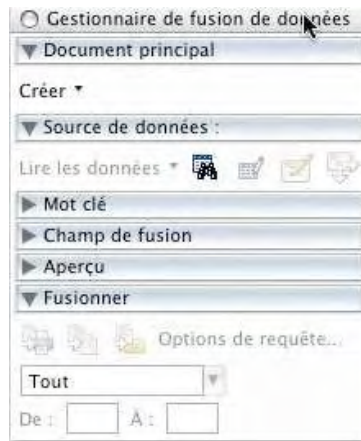 Gestionnaire de fusion de données
Document principal
Créer
Source de données :
Lire les données
Mot clé
Champ de fusion
Aperçu
Fusionner
Options de requête...
Tout
De : À :